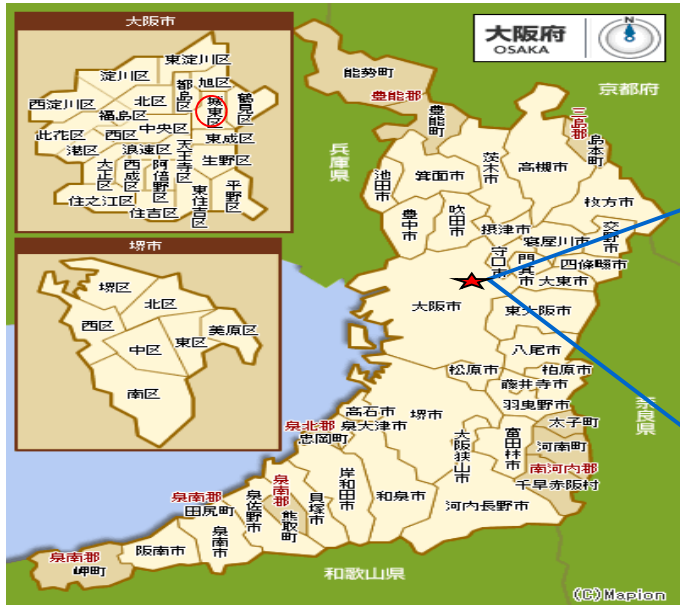 大阪市
東淀川区
淀川区
旭区
都島区
西淀川区
北区
城東区
鶴見区
福島区
此花区
西区
中央区
東成区
港区
浪速区
天王寺区
生野区
大正区
西成区
阿倍野区
東住吉区
平野区
住之江区
住吉区
堺市
堺区
北区
西区
美原区
東区
中区
南区
大阪府
OSAKA
N
京都府
兵庫県
奈良県
和歌山県
能勢町
豊能郡
豊能町
三島郡
島本町
茨木市
高槻市
池田市
箕面市
枚方市
豊中市
吹田市
摂津市
交野市
寝屋川市
守口市
門真市
四條畷市
大東市
大阪市
東大阪市
八尾市
松原市
柏原市
藤井寺市
羽曳野市
太子町
高石市
泉北郡
泉大津市
忠岡町
堺市
大阪狭山市
富田林市
河南町
南河内郡
千早赤阪村
岸和田市
和泉市
河内長野市
貝塚市
泉南郡
熊取町
泉佐野市
泉南郡
田尻町
泉南市
阪南市
泉南郡
岬町
(C)Mapion